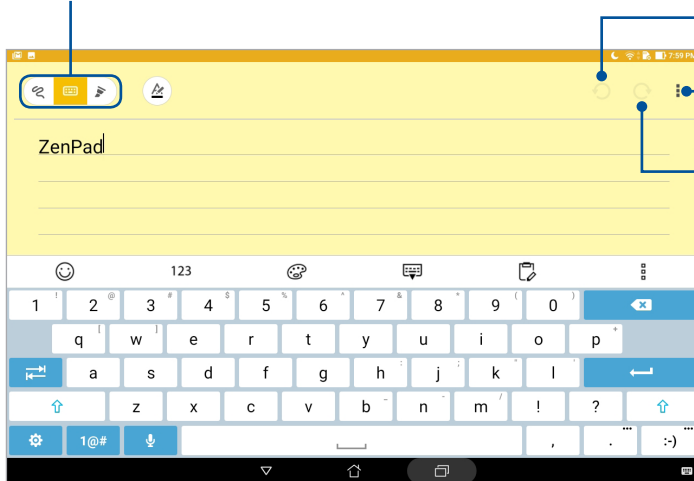 7:59 PM
ZenPad
123
1 ! 2 @ 3 # 4 $ 5 % 6 ^ 7 & 8 * 9 ( 0 )
q [ w ] e r t y u i o p +
a s d f g h : j ; k " l '
z x c v b _ n - m / ! ?
1@# , . ... :-) ...